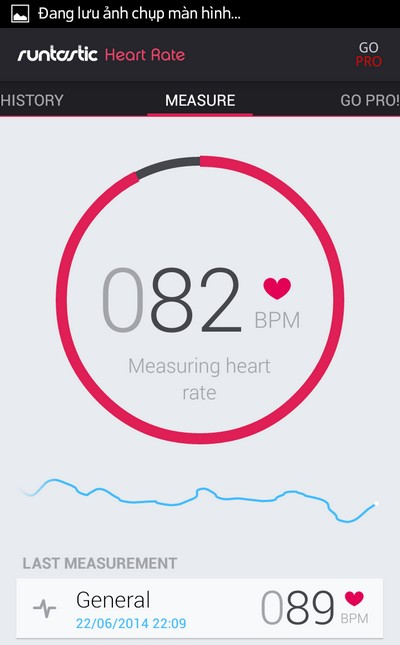 Đang lưu ảnh chụp màn hình...
runtastic Heart Rate
GO
PRO
HISTORY MEASURE GO PRO!
082 BPM
Measuring heart
rate
LAST MEASUREMENT
General
22/06/2014 22:09
089 BPM